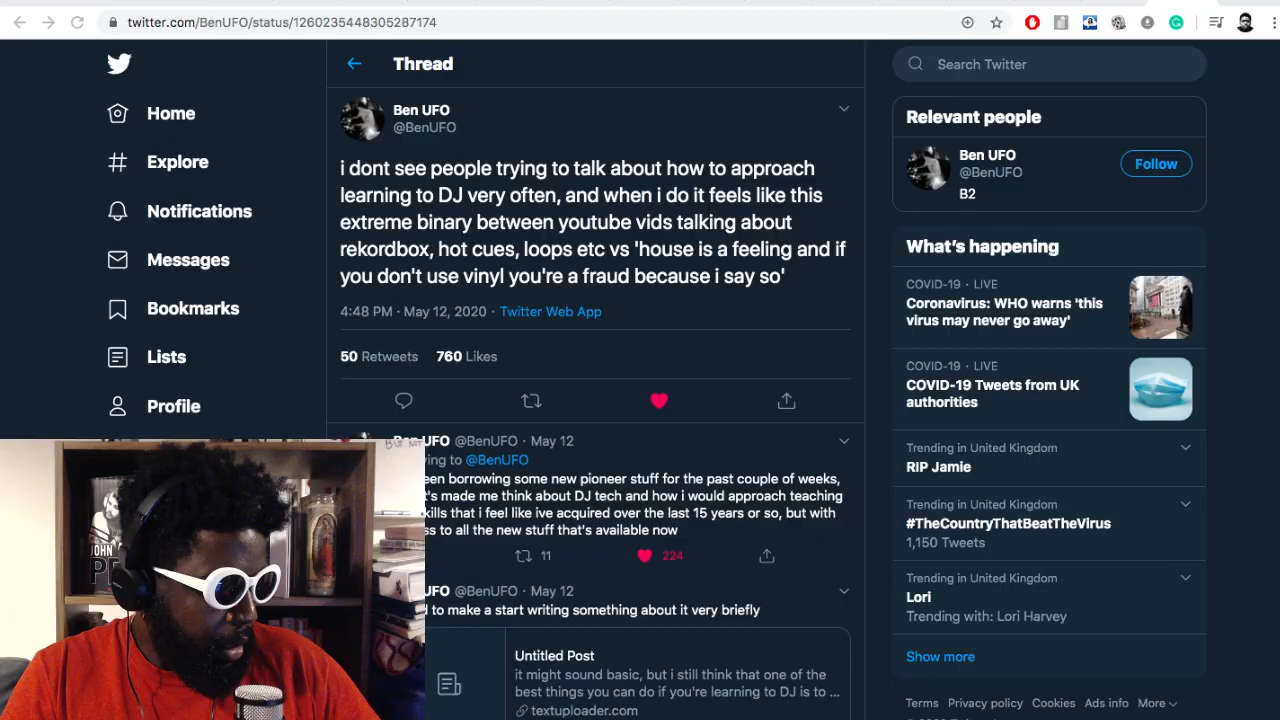 twitter.com/BenUFO/status/1260235448305287174
Thread
Search Twitter
Home
Explore
Notifications
Messages
Bookmarks
Lists
Profile
Ben UFO
@BenUFO
i dont see people trying to talk about how to approach
learning to DJ very often, and when i do it feels like this
extreme binary between youtube vids talking about
rekordbox, hot cues, loops etc vs 'house is a feeling and if
you don't use vinyl you're a fraud because i say so'
4:48 PM · May 12, 2020 · Twitter Web App
50 Retweets 760 Likes
UFO @BenUFO · May 12
to @BenUFO
borrowing some new pioneer stuff for the past couple of weeks,
made me think about DJ tech and how i would approach teaching
that i feel like ive acquired over the last 15 years or so, but with
to all the new stuff that's available now
11 224
UFO @BenUFO · May 12
to make a start writing something about it very briefly
Untitled Post
it might sound basic, but i still think that one of the
best things you can do if you're learning to DJ is to ...
textuploader.com
Relevant people
Ben UFO
@BenUFO
Follow
B2
What's happening
COVID-19 · LIVE
Coronavirus: WHO warns 'this
virus may never go away'
COVID-19 · LIVE
COVID-19 Tweets from UK
authorities
Trending in United Kingdom
RIP Jamie
Trending in United Kingdom
#TheCountryThatBeatTheVirus
1,150 Tweets
Trending in United Kingdom
Lori
Trending with: Lori Harvey
Show more
Terms Privacy policy Cookies Ads info More
JOHN